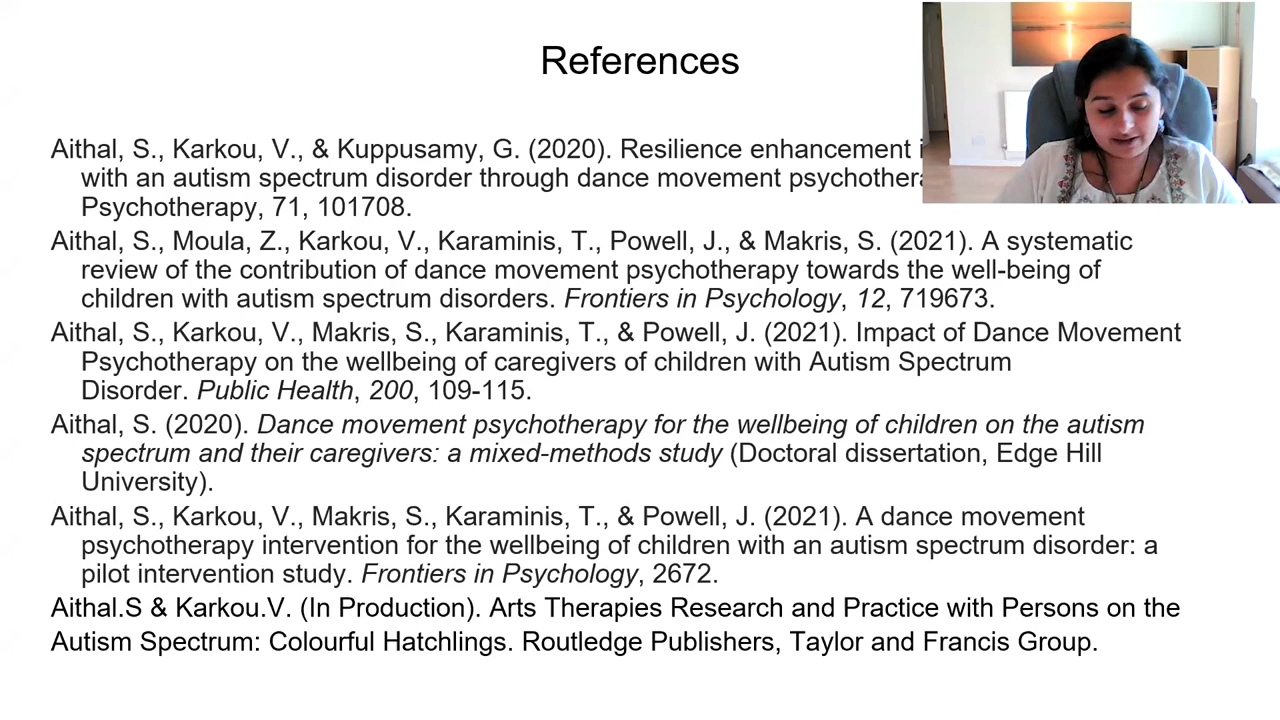 References
Aithal, S., Karkou, V., & Kuppusamy, G. (2020). Resilience enhancement
with an autism spectrum disorder through dance movement
Psychotherapy, 71, 101708.
Aithal, S., Moula, Z., Karkou, V., Karaminis, T., Powell, J., & Makris, S. (2021). A systematic
review of the contribution of dance movement psychotherapy towards the well-being of
children with autism spectrum disorders. Frontiers in Psychology, 12, 719673.
Aithal, S., Karkou, V., Makris, S., Karaminis, T., & Powell, J. (2021). Impact of Dance Movement
Psychotherapy on the wellbeing of caregivers of children with Autism Spectrum
Disorder. Public Health, 200, 109-115.
Aithal, S. (2020). Dance movement psychotherapy for the wellbeing of children on the autism
spectrum and their caregivers: a mixed-methods study (Doctoral dissertation, Edge Hill
University).
Aithal, S., Karkou, V., Makris, S., Karaminis, T., & Powell, J. (2021). A dance movement
psychotherapy intervention for the wellbeing of children with an autism spectrum disorder: a
pilot intervention study. Frontiers in Psychology, 2672.
Aithal.S & Karkou.V. (In Production). Arts Therapies Research and Practice with Persons on the
Autism Spectrum: Colourful Hatchlings. Routledge Publishers, Taylor and Francis Group.